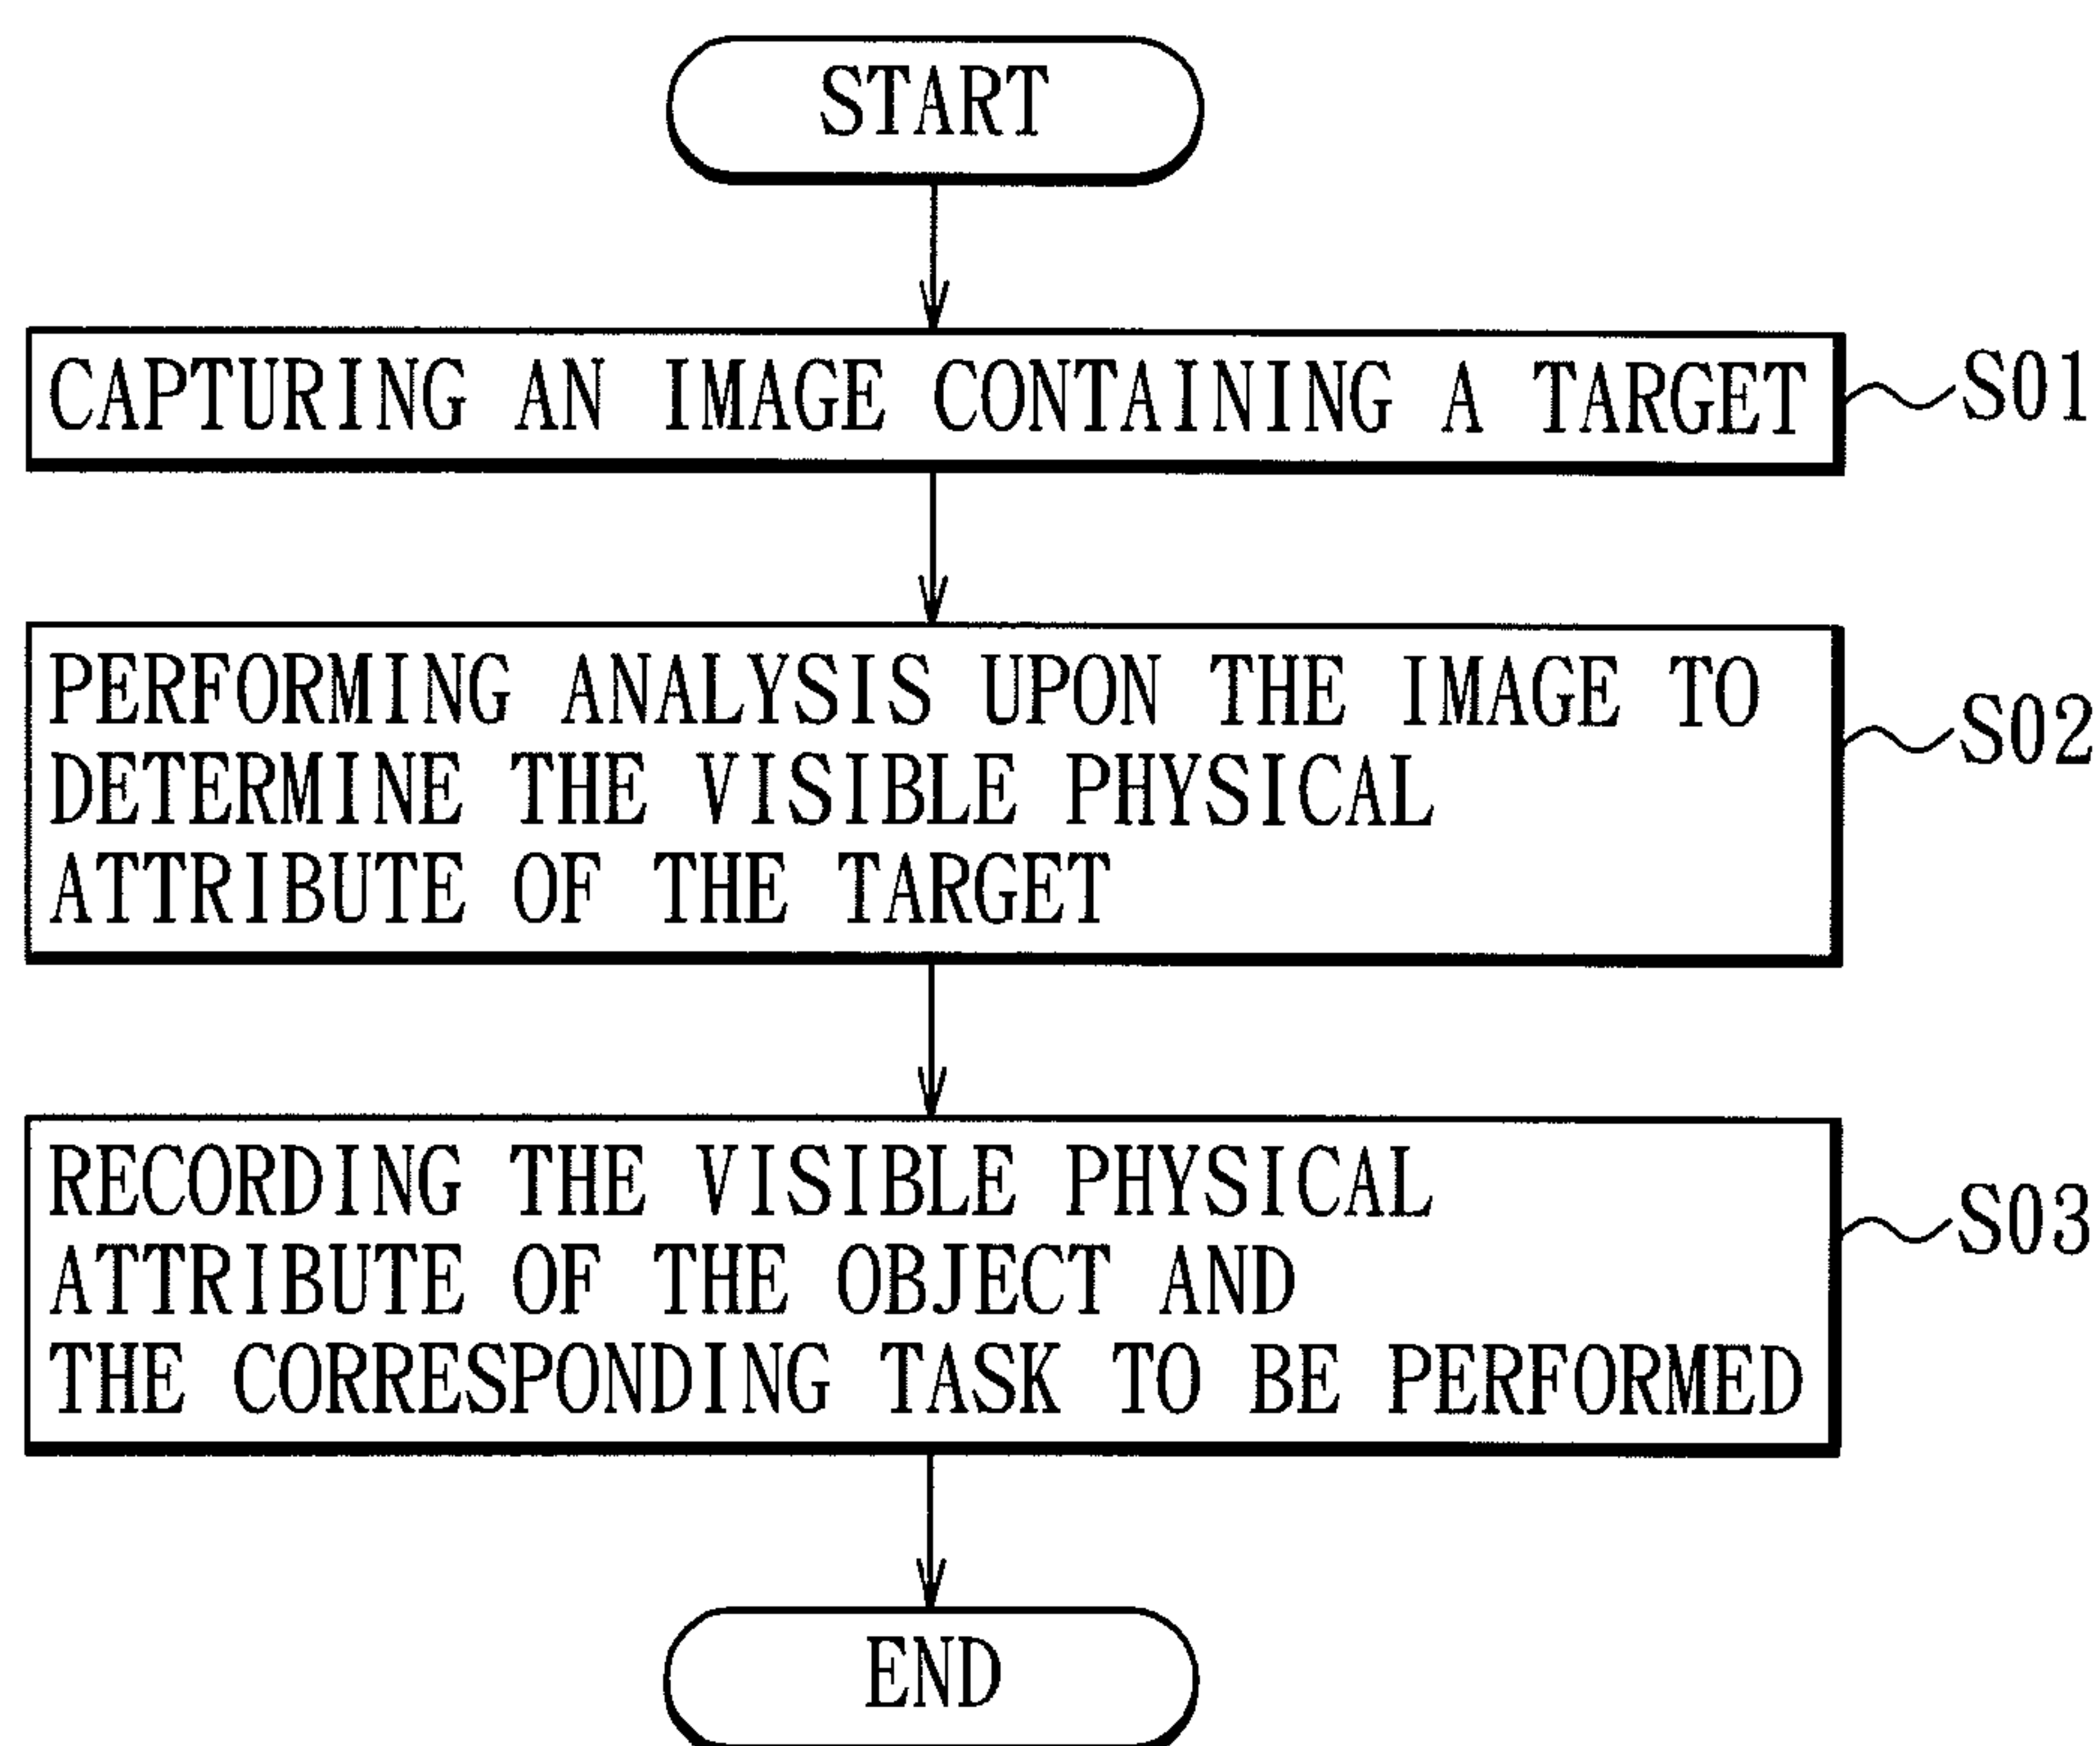 START
CAPTURING AN IMAGE CONTAINING A TARGET
S01
PERFORMING ANALYSIS UPON THE IMAGE TO
DETERMINE THE VISIBLE PHYSICAL
ATTRIBUTE OF THE TARGET
S02
RECORDING THE VISIBLE PHYSICAL
ATTRIBUTE OF THE OBJECT AND
THE CORRESPONDING TASK TO BE PERFORMED
S03
END